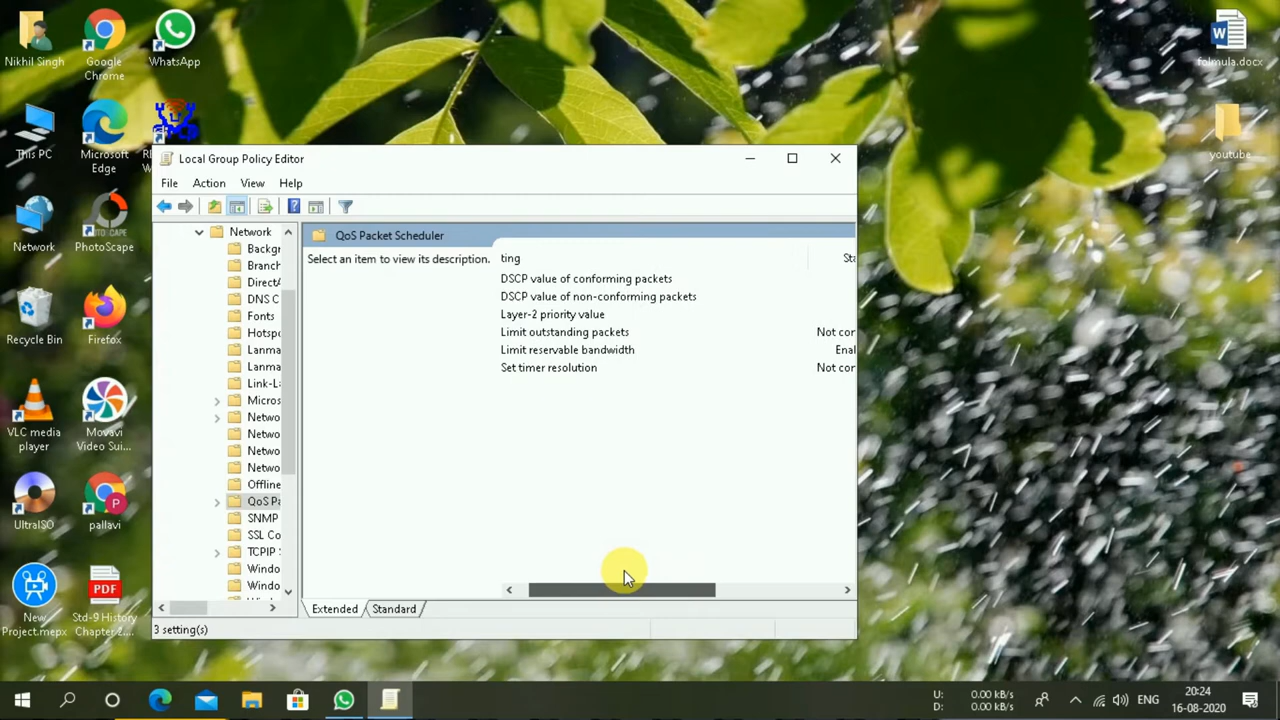 Nikhil Singh
Google
Chrome
WhatsApp
folmula.docx
This PC
Microsoft
Edge
youtube
Network
PhotoScape
Recycle Bin
Firefox
VLC media
player
Movavi
Video Sui...
UltraISO
pallavi
New
Project.mepx
PDF
Std-9 History
Chapter 2....
Local Group Policy Editor
File Action View Help
Network
Backgr
Branch
DirectA
DNS C
Fonts
Hotspo
Lanma
Lanma
Link-La
Micros
Netwo
Netwo
Netwo
Netwo
Offline
QoS Pa
SNMP
SSL Co
TCPIP S
Windo
Windo
QoS Packet Scheduler
Select an item to view its description.
ting Sta
DSCP value of conforming packets
DSCP value of non-conforming packets
Layer-2 priority value
Limit outstanding packets Not cor
Limit reservable bandwidth Enal
Set timer resolution Not cor
Extended Standard
3 setting(s)
U: 0.00 kB/s
D: 0.00 kB/s
ENG
20:24
16-08-2020